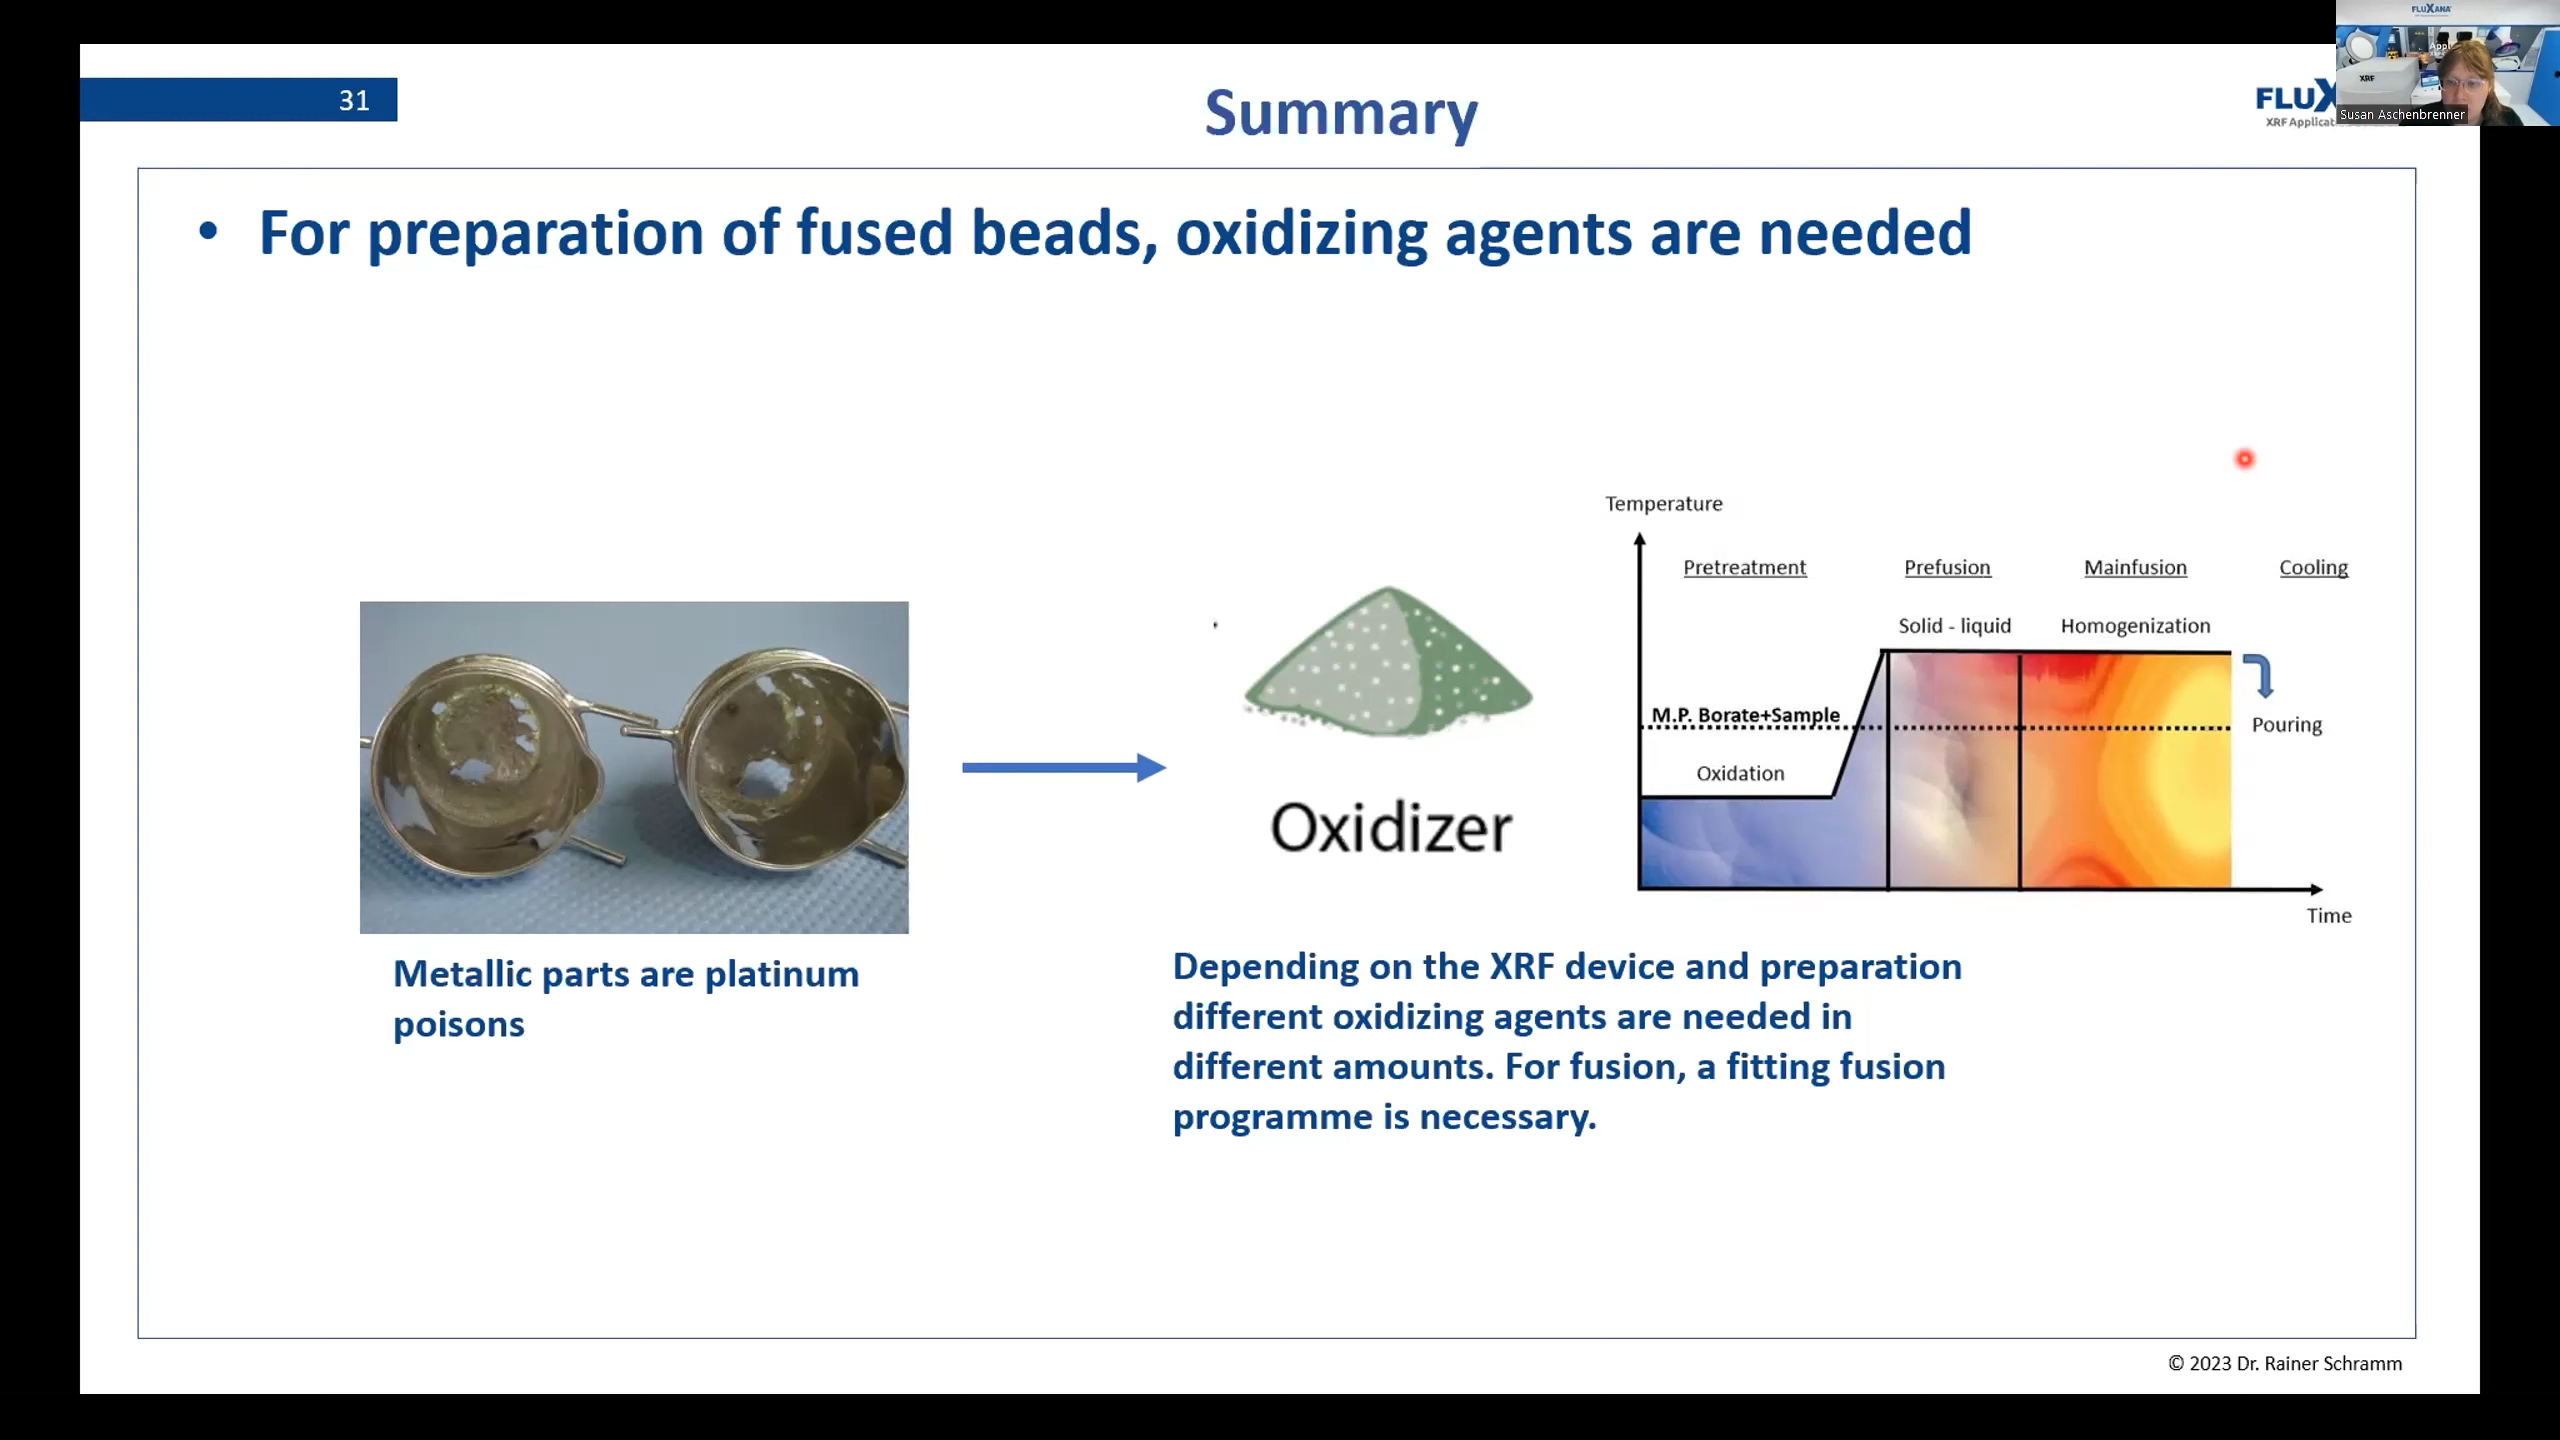 FLUXANA
Appl
XRF
Susan Aschenbrenner
31
Summary
FLUX
XRF Applicat
• For preparation of fused beads, oxidizing agents are needed
Temperature
Pretreatment
Prefusion
Mainfusion
Cooling
Solid - liquid
Homogenization
M.P. Borate+Sample
Pouring
Oxidation
Time
Oxidizer
Metallic parts are platinum
poisons
Depending on the XRF device and preparation
different oxidizing agents are needed in
different amounts. For fusion, a fitting fusion
programme is necessary.
© 2023 Dr. Rainer Schramm